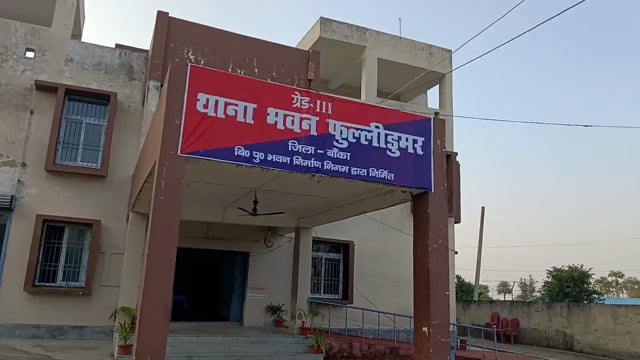 ग्रेड-III
थाना भवन फुल्लीडुमर
जिला - बाँका
बि० पु० भवन निर्माण निगम द्वारा निर्मित